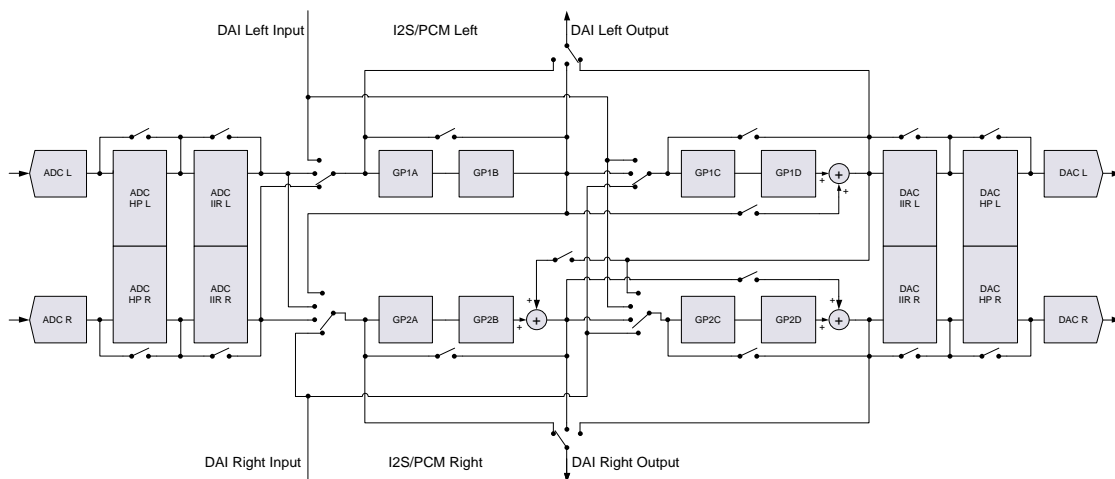 DAI Left Input
I2S/PCM Left
DAI Left Output
ADC L
ADC
HP L
ADC
IIR L
GP1A
GP1B
GP1C
GP1D
+
+
+
DAC
IIR L
DAC
HP L
DAC L
ADC R
ADC
HP R
ADC
IIR R
GP2A
GP2B
+
+
+
GP2C
GP2D
+
+
+
DAC
IIR R
DAC
HP R
DAC R
DAI Right Input
I2S/PCM Right
DAI Right Output